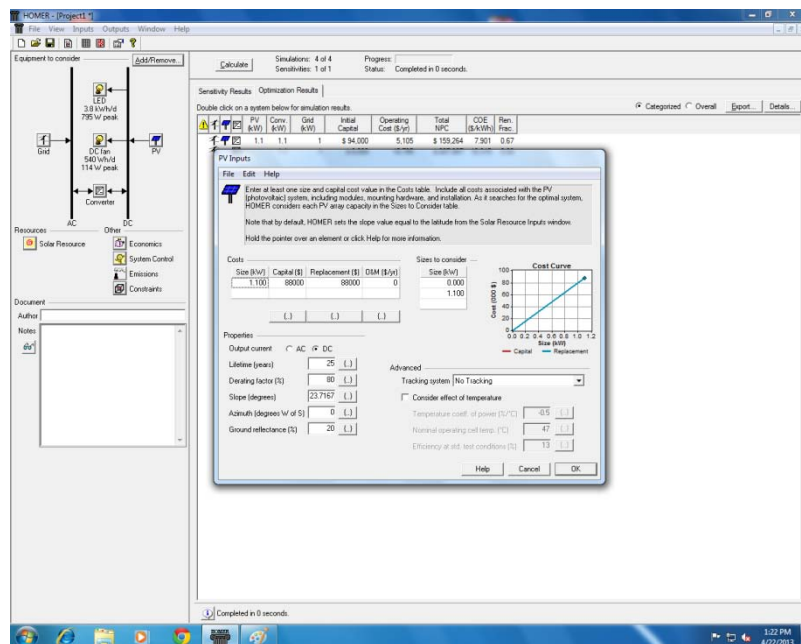 HOMER - [Project1 *]
File View Inputs Outputs Window Help
Equipment to consider
Add/Remove...
LED
3.8 kWh/d
795 W peak
Grid
DC fan
540 Wh/d
114 W peak
PV
Converter
AC
DC
Resources
Other
Solar Resource
Economics
System Control
Emissions
Constraints
Document
Author
Notes
Calculate
Simulations: 4 of 4
Sensitivities: 1 of 1
Progress:
Status: Completed in 0 seconds.
Sensitivity Results Optimization Results
Double click on a system below for simulation results.
Categorized Overall Export... Details...
PV (kW) Conv. (kW) Grid (kW) Initial Capital Operating Cost ($/yr) Total NPC COE ($/kWh) Ren. Frac.
1.1 1.1 1 $ 94,000 5,105 $ 159,264 7.901 0.67
PV Inputs
File Edit Help
Enter at least one size and capital cost value in the Costs table. Include all costs associated with the PV
(photovoltaic) system, including modules, mounting hardware, and installation. As it searches for the optimal system,
HOMER considers each PV array capacity in the Sizes to Consider table.
Note that by default, HOMER sets the slope value equal to the latitude from the Solar Resource Inputs window.
Hold the pointer over an element or click Help for more information.
Costs
Size (kW) Capital ($) Replacement ($) O&M ($/yr)
1.100 88000 88000 0
{..} {..} {..}
Sizes to consider
Size (kW)
0.000
1.100
Cost Curve
Cost (000 $)
100
80
60
40
20
0
0.0 0.2 0.4 0.6 0.8 1.0 1.2
Size (kW)
Capital Replacement
Properties
Output current AC DC
Lifetime (years) 25 {..}
Derating factor (%) 80 {..}
Slope (degrees) 23.7167 {..}
Azimuth (degrees W of S) 0 {..}
Ground reflectance (%) 20 {..}
Advanced
Tracking system No Tracking
Consider effect of temperature
Temperature coeff. of power (%/°C) -0.5 {..}
Nominal operating cell temp. (°C) 47 {..}
Efficiency at std. test conditions (%) 13 {..}
Help Cancel OK
Completed in 0 seconds.
1:22 PM
4/22/2013